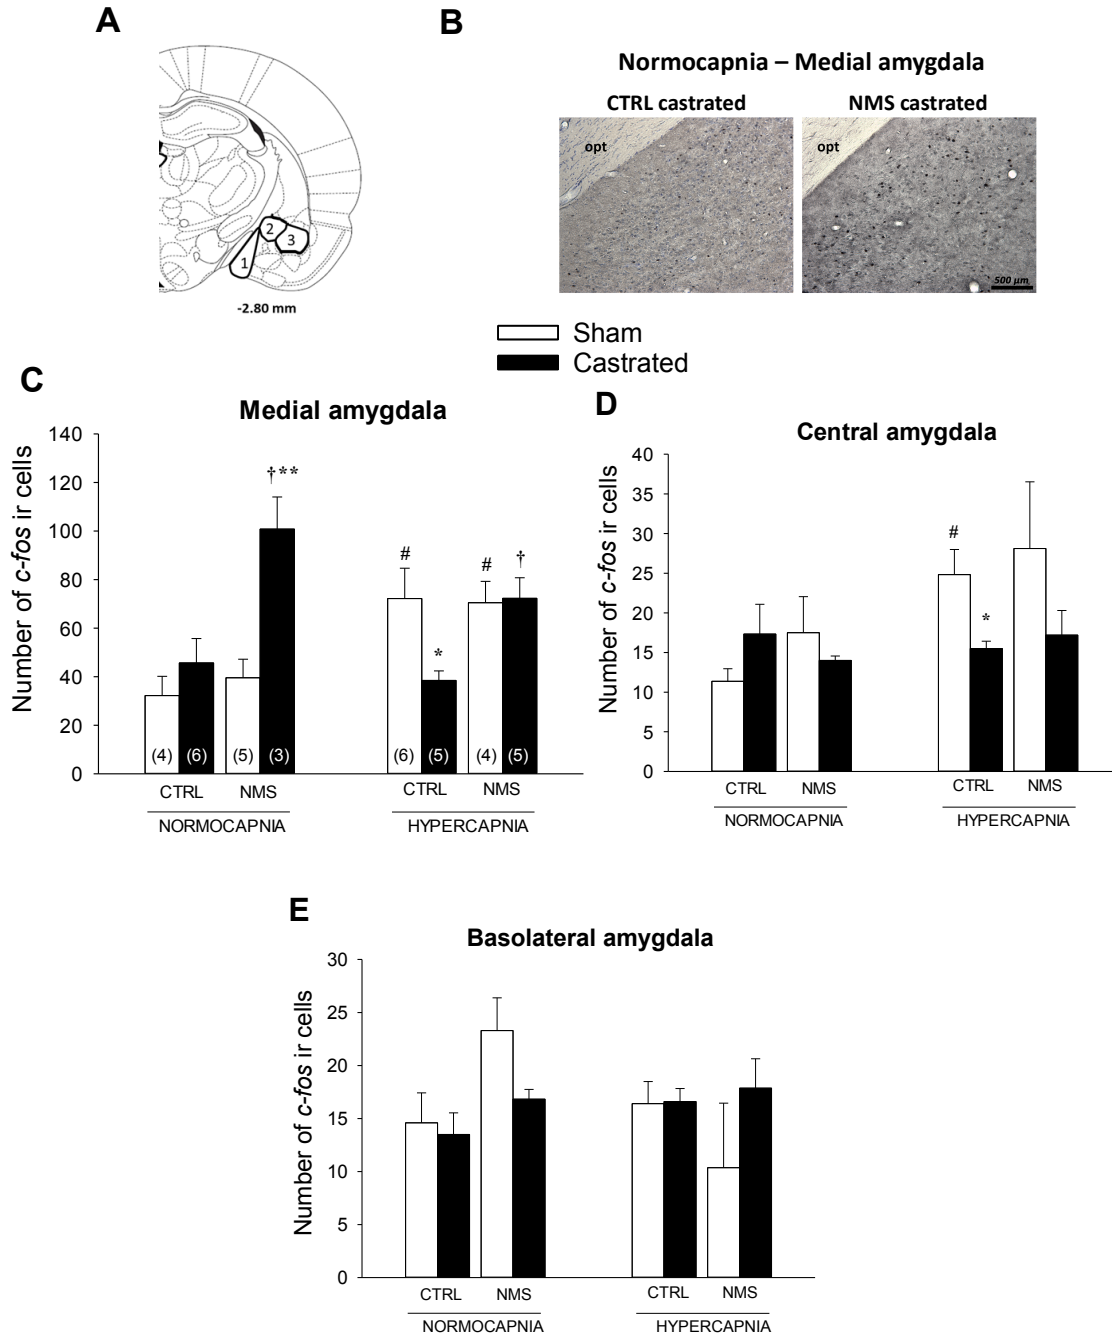 A
2
3
1
-2.80 mm
B
Normocapnia – Medial amygdala
CTRL castrated
NMS castrated
opt
opt
500 µm
Sham
Castrated
C
Medial amygdala
Number of c-fos ir cells
140
120
100
80
60
40
20
0
†**
#
*
#
†
(4) (6) (5) (3) (6) (5) (4) (5)
CTRL NMS CTRL NMS
NORMOCAPNIA HYPERCAPNIA
D
Central amygdala
Number of c-fos ir cells
40
35
30
25
20
15
10
5
0
#
*
CTRL NMS CTRL NMS
NORMOCAPNIA HYPERCAPNIA
E
Basolateral amygdala
Number of c-fos ir cells
30
25
20
15
10
5
0
CTRL NMS CTRL NMS
NORMOCAPNIA HYPERCAPNIA